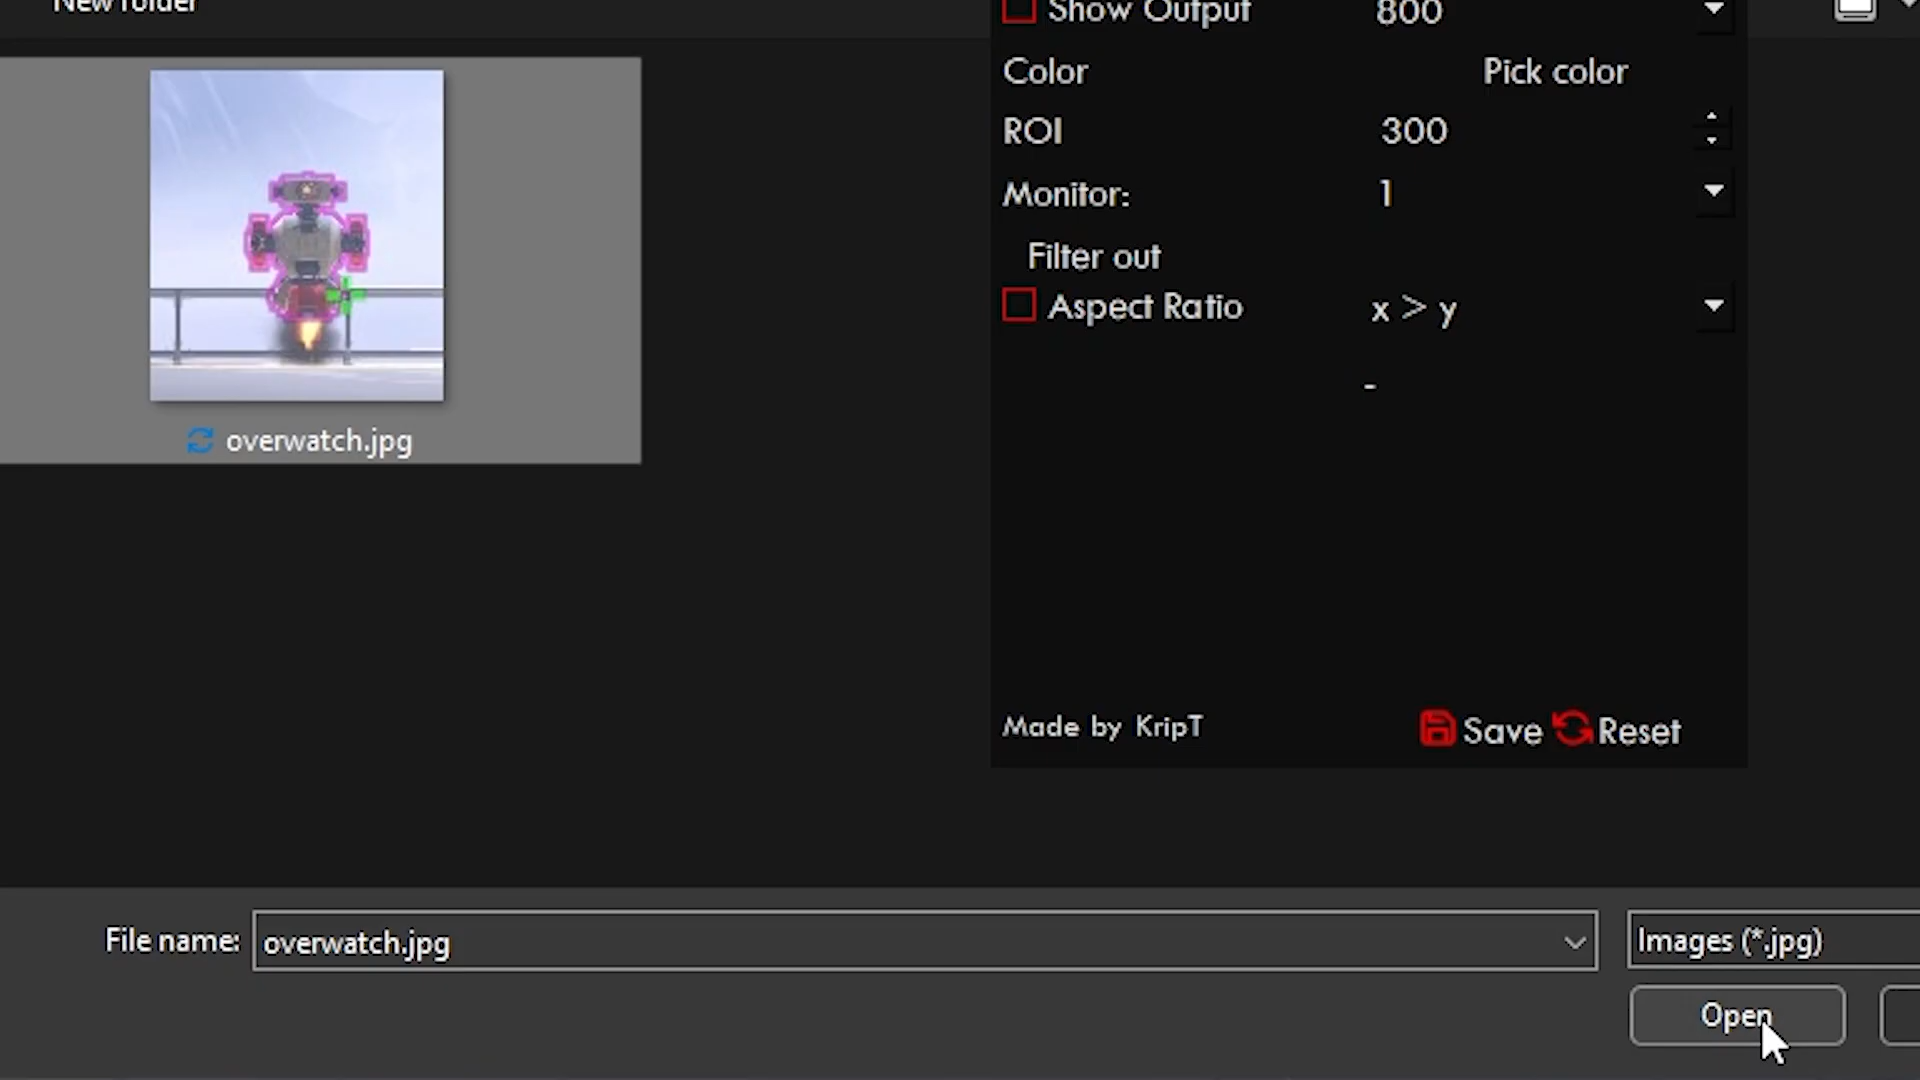 New folder
Show Output 800
Color Pick color
ROI 300
Monitor: 1
Filter out
Aspect Ratio x > y
-
overwatch.jpg
Made by KripT Save Reset
File name: overwatch.jpg Images (*.jpg)
Open